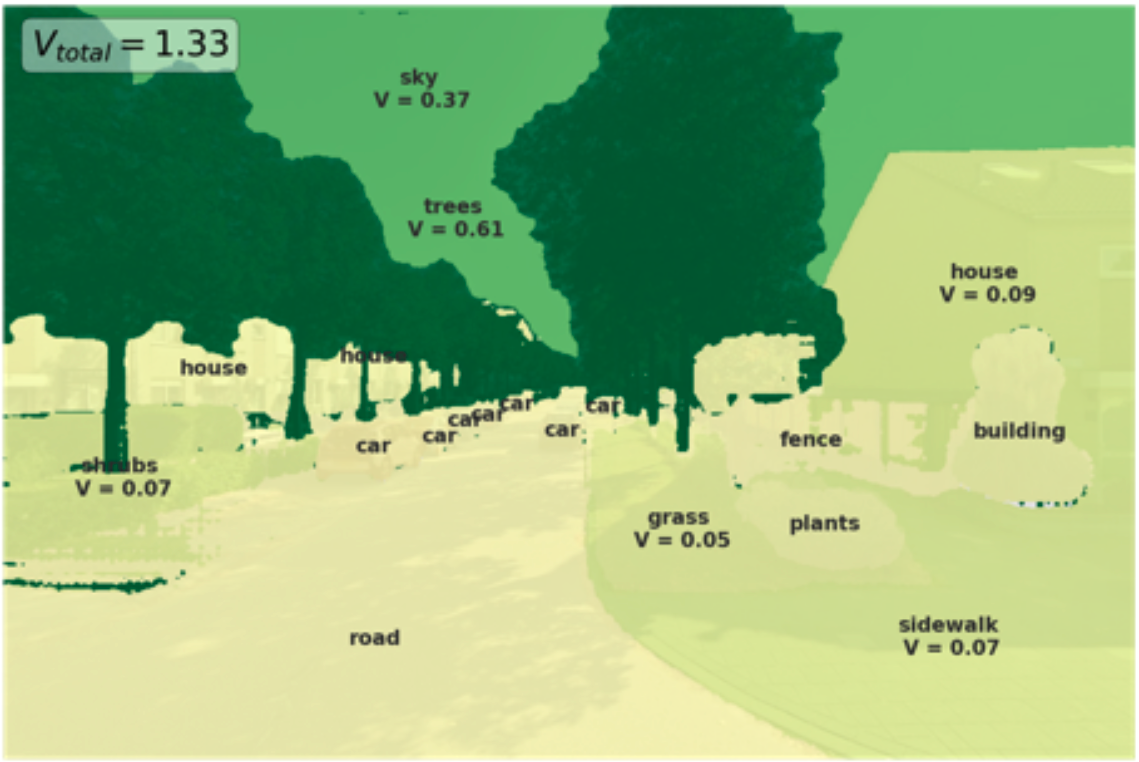 V_total = 1.33
sky
V = 0.37
trees
V = 0.61
house
V = 0.09
house
house
car
car
car
car
car
car
car
fence
building
shrubs
V = 0.07
grass
V = 0.05
plants
sidewalk
V = 0.07
road